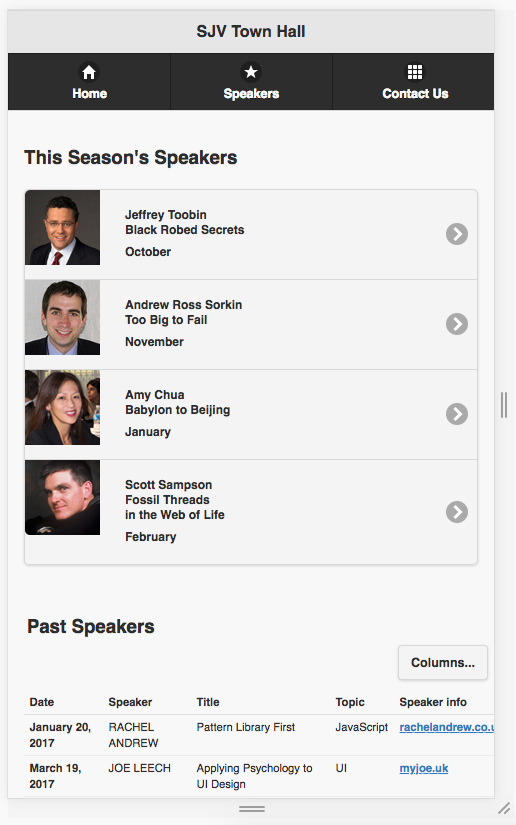 SJV Town Hall
Home
Speakers
Contact Us
This Season's Speakers
Jeffrey Toobin
Black Robed Secrets
October
Andrew Ross Sorkin
Too Big to Fail
November
Amy Chua
Babylon to Beijing
January
Scott Sampson
Fossil Threads
in the Web of Life
February
Past Speakers
Columns...
Date Speaker Title Topic Speaker info
January 20, RACHEL Pattern Library First JavaScript rachelandrew.co.u
2017 ANDREW
March 19, JOE LEECH Applying Psychology to UI myjoe.uk
2017 UI Design